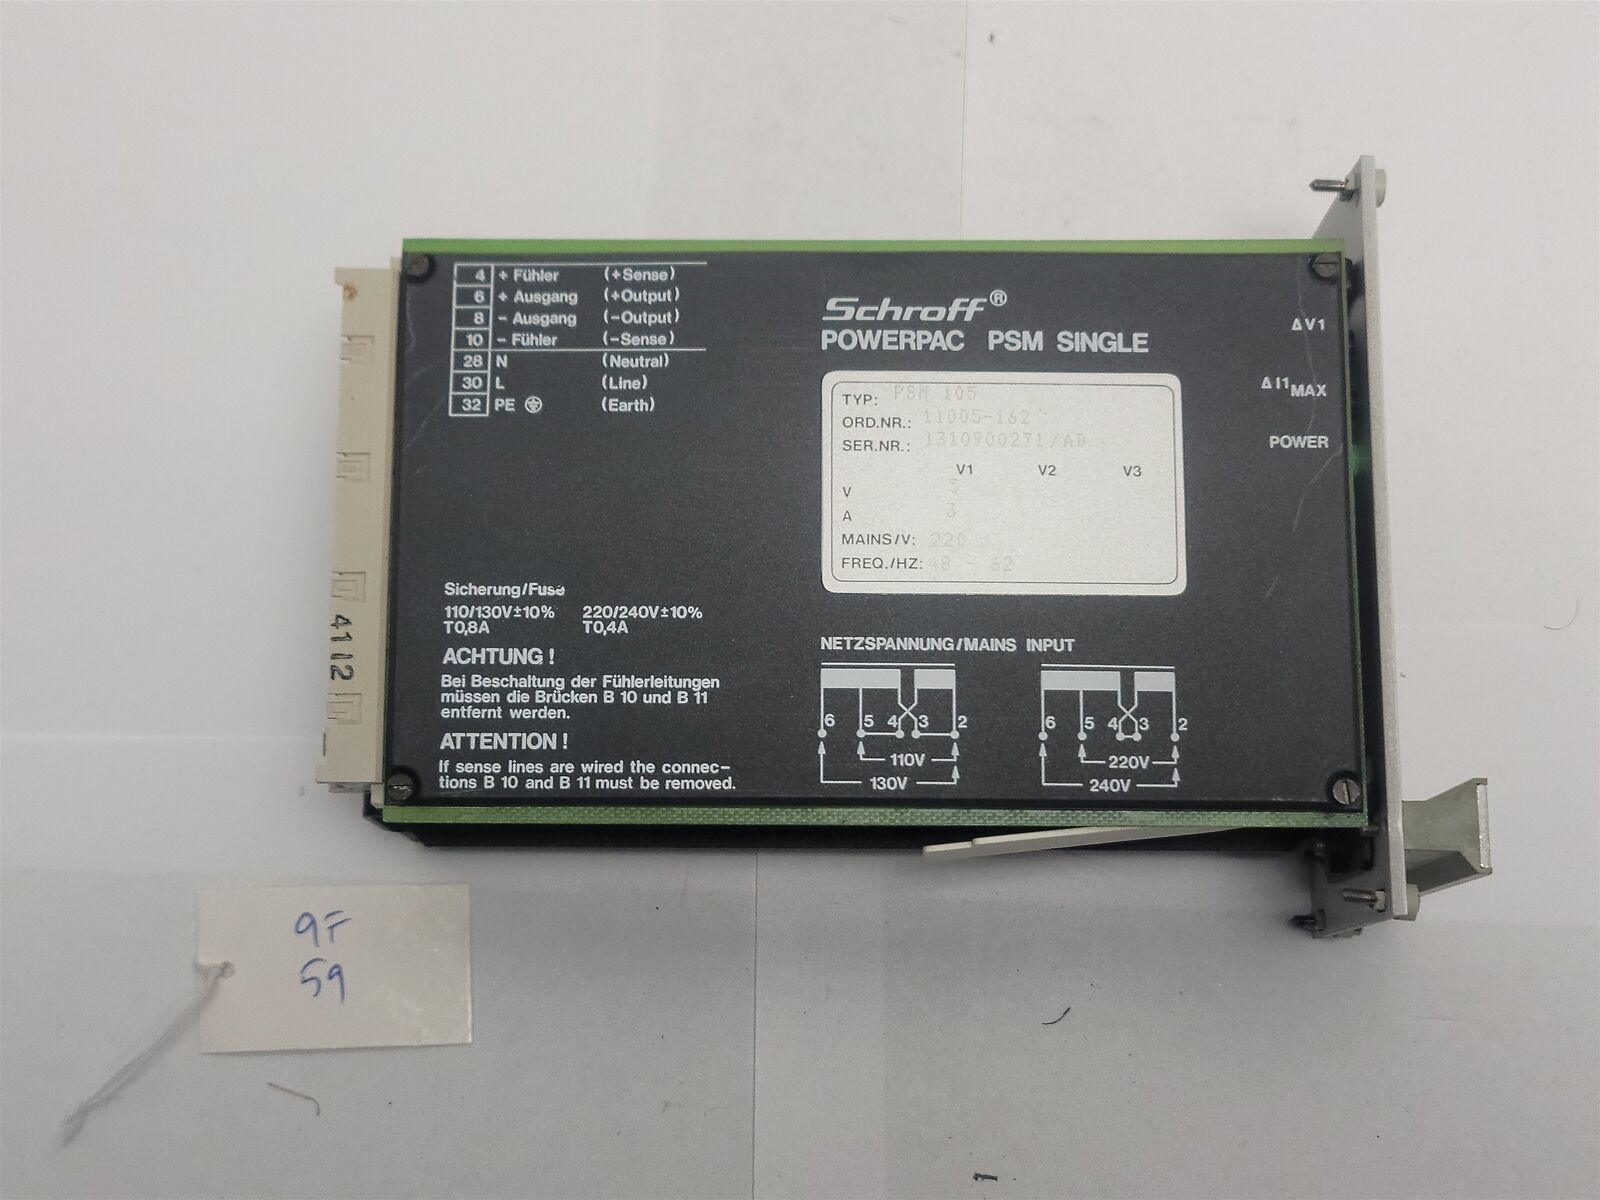 4 + Fühler (+Sense)
6 + Ausgang (+Output)
8 - Ausgang (-Output)
10 - Fühler (-Sense)
28 N (Neutral)
30 L (Line)
32 PE (Earth)
Schroff®
POWERPAC PSM SINGLE
TYP: PSM 105
ORD.NR.: 11005-162
SER.NR.: 1310900271/AB
V1 V2 V3
V 5
A 3
MAINS/V: 220
FREQ./HZ: 48 - 62
ΔV1
ΔI1MAX
POWER
Sicherung/Fuse
110/130V±10% 220/240V±10%
T0,8A T0,4A
ACHTUNG !
Bei Beschaltung der Fühlerleitungen
müssen die Brücken B 10 und B 11
entfernt werden.
ATTENTION !
If sense lines are wired the connec-
tions B 10 and B 11 must be removed.
NETZSPANNUNG/MAINS INPUT
6 5 4 3 2
110V
130V
6 5 4 3 2
220V
240V
4112
9F
59